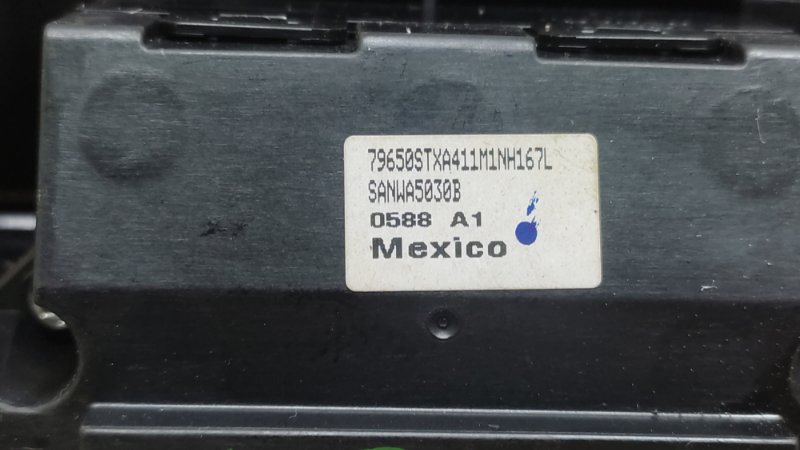 79650STXA411M1NH167L
SANWA5030B
0588 A1
Mexico